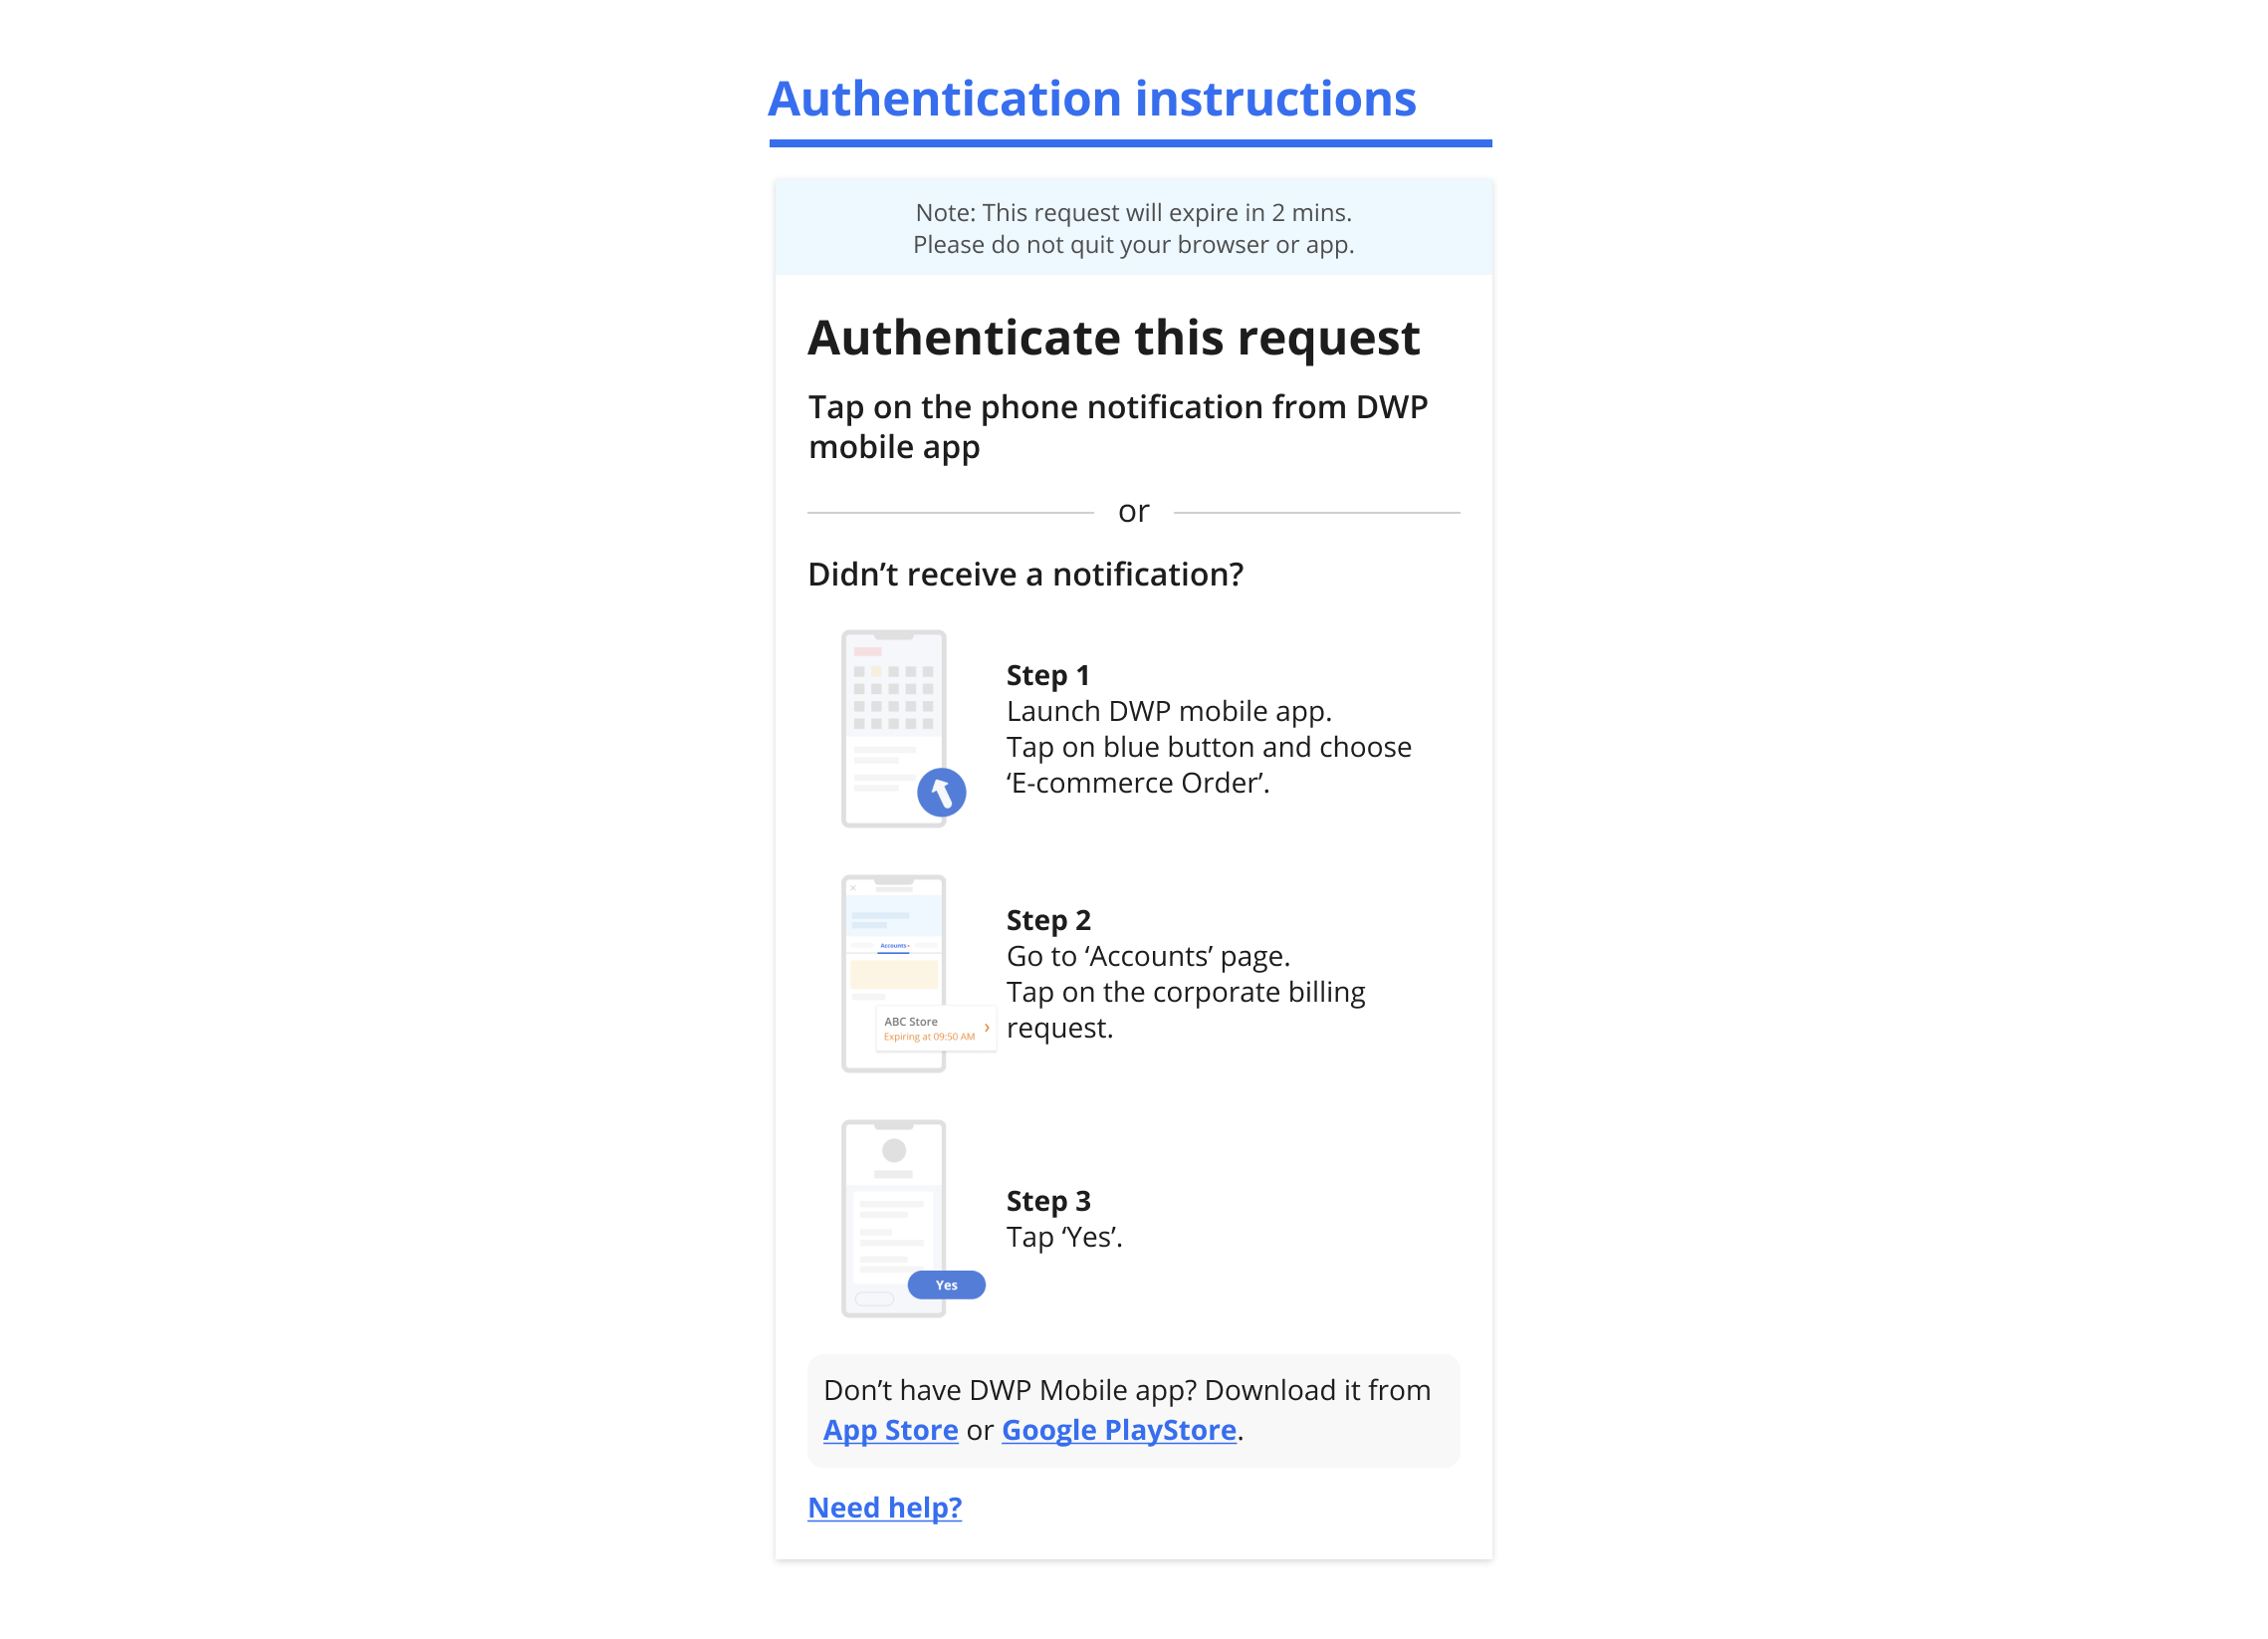 Authentication instructions
Note: This request will expire in 2 mins.
Please do not quit your browser or app.
Authenticate this request
Tap on the phone notification from DWP
mobile app
or
Didn’t receive a notification?
Step 1
Launch DWP mobile app.
Tap on blue button and choose
‘E-commerce Order’.
Accounts
ABC Store
Expiring at 09:50 AM
Step 2
Go to ‘Accounts’ page.
Tap on the corporate billing
request.
Yes
Step 3
Tap ‘Yes’.
Don’t have DWP Mobile app? Download it from
App Store or Google PlayStore.
Need help?